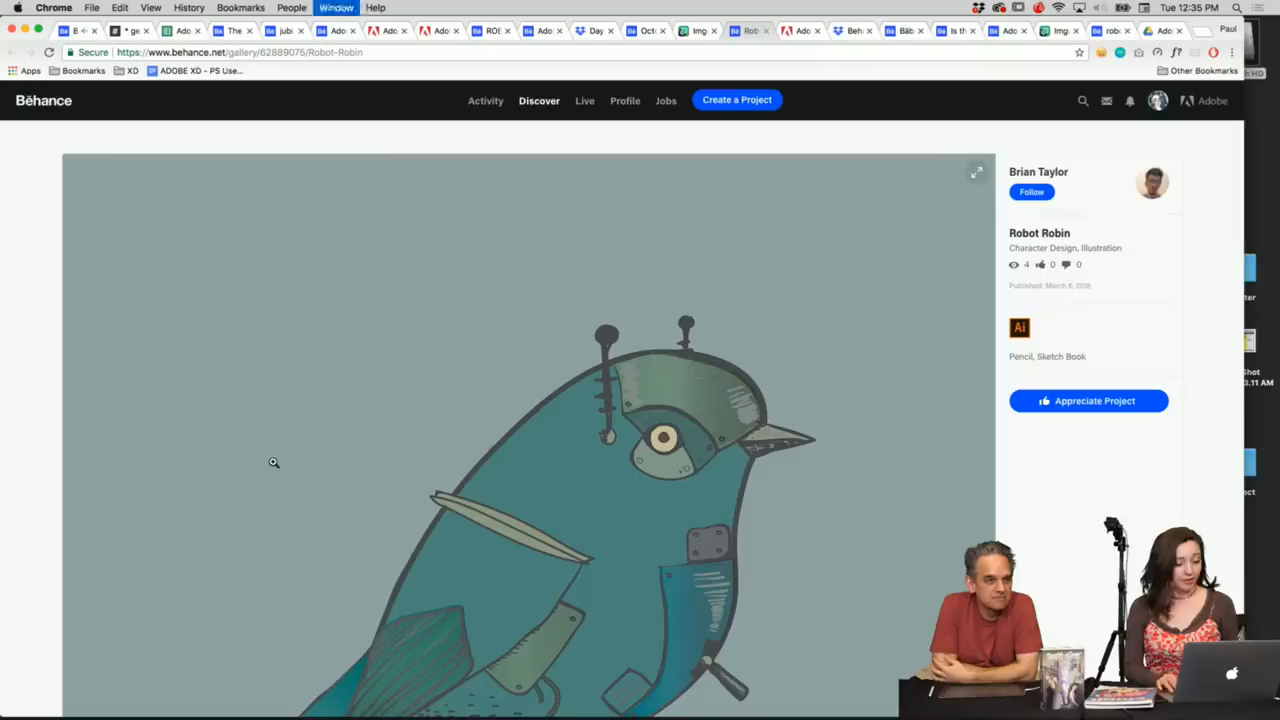 Chrome File Edit View History Bookmarks People Window Help Tue 12:35 PM
Paul
Secure https://www.behance.net/gallery/62889075/Robot-Robin
Apps Bookmarks XD ADOBE XD - PS Use... Other Bookmarks
Bēhance Activity Discover Live Profile Jobs Create a Project Adobe
Brian Taylor
Follow
Robot Robin
Character Design, Illustration
4 0 0
Published: March 6, 2018
Ai
Pencil, Sketch Book
Appreciate Project